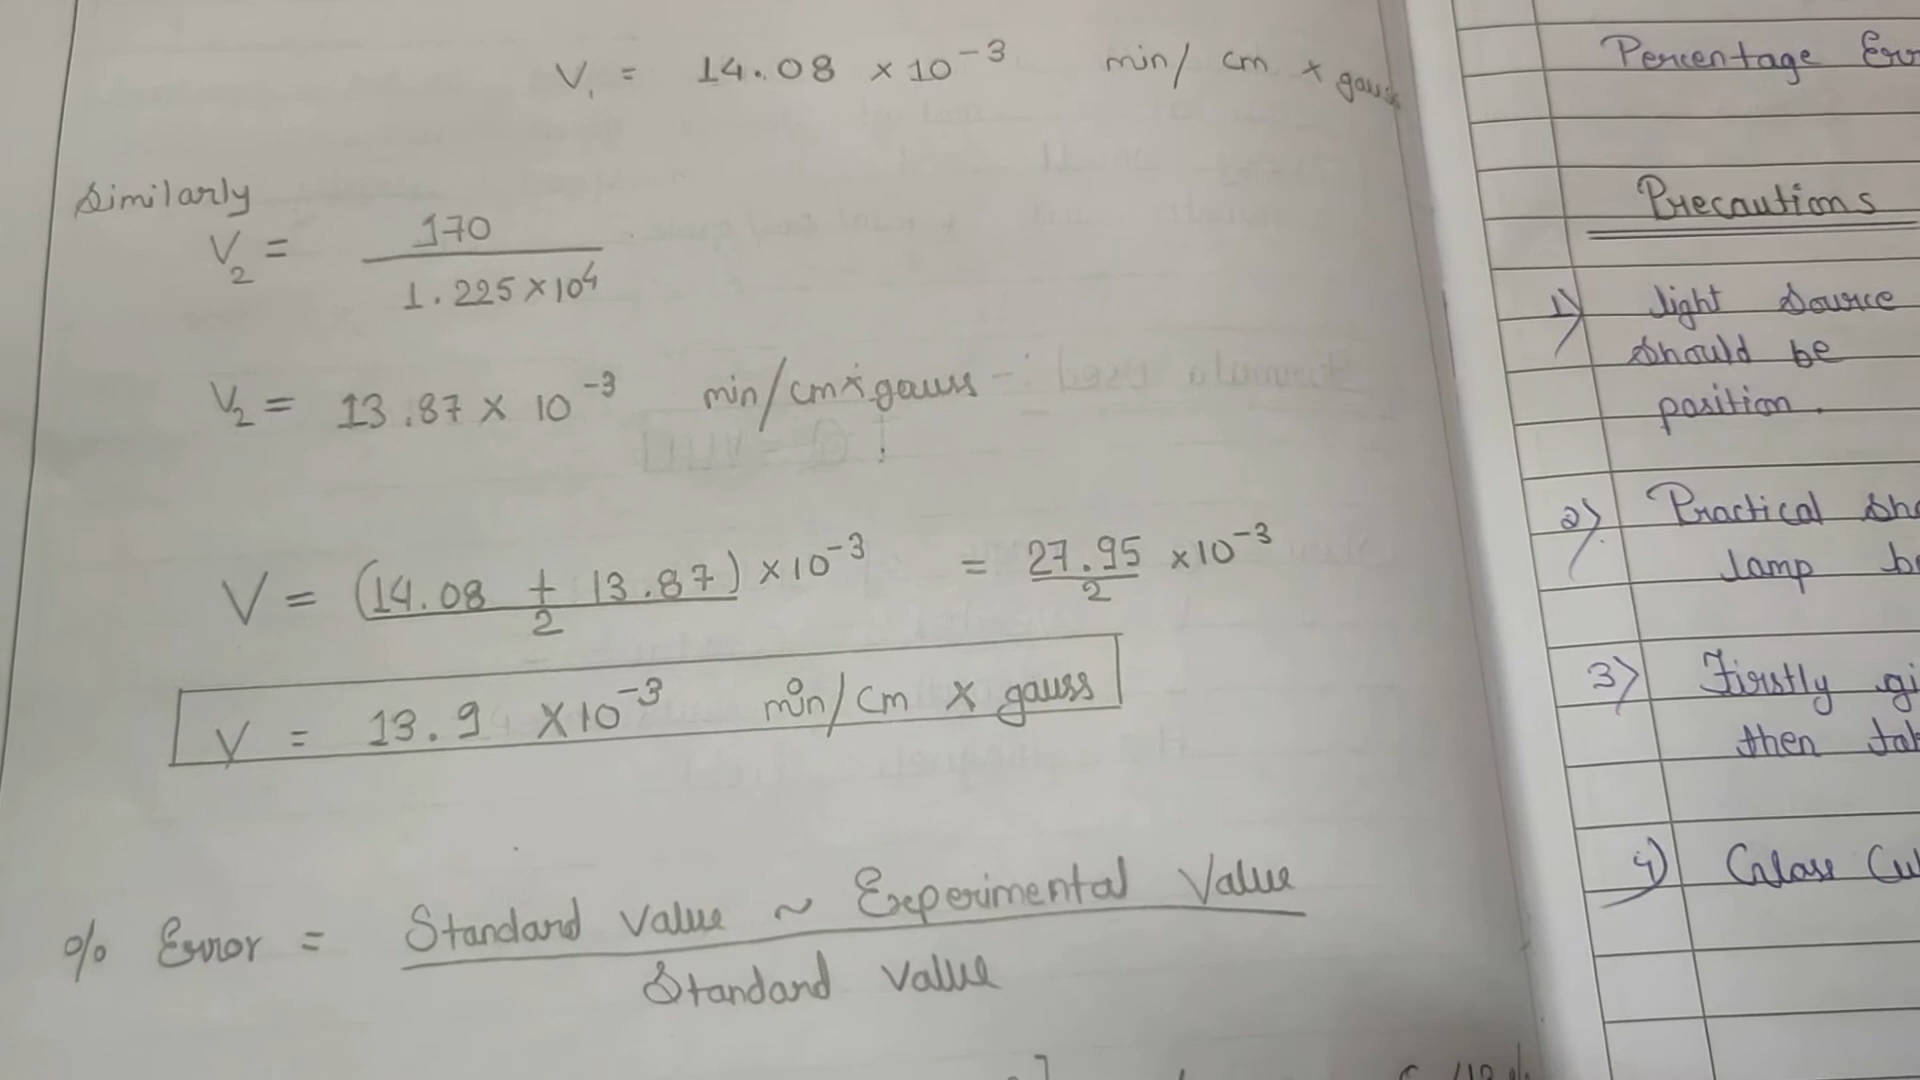 V₁ = 14.08 × 10⁻³ min/ cm × gauss
Similarly
V₂ = 170
1.225×10⁴
V₂ = 13.87 × 10⁻³ min/cm×gauss
V = (14.08 + 13.87) ×10⁻³ = 27.95 ×10⁻³
2 2
V = 13.9 ×10⁻³ min/cm × gauss
% Error = Standard Value ~ Experimental Value
Standard Value
Percentage
Precautions
1) light Source
should be
position.
2) Practical
lamp
3) Firstly
then
4)